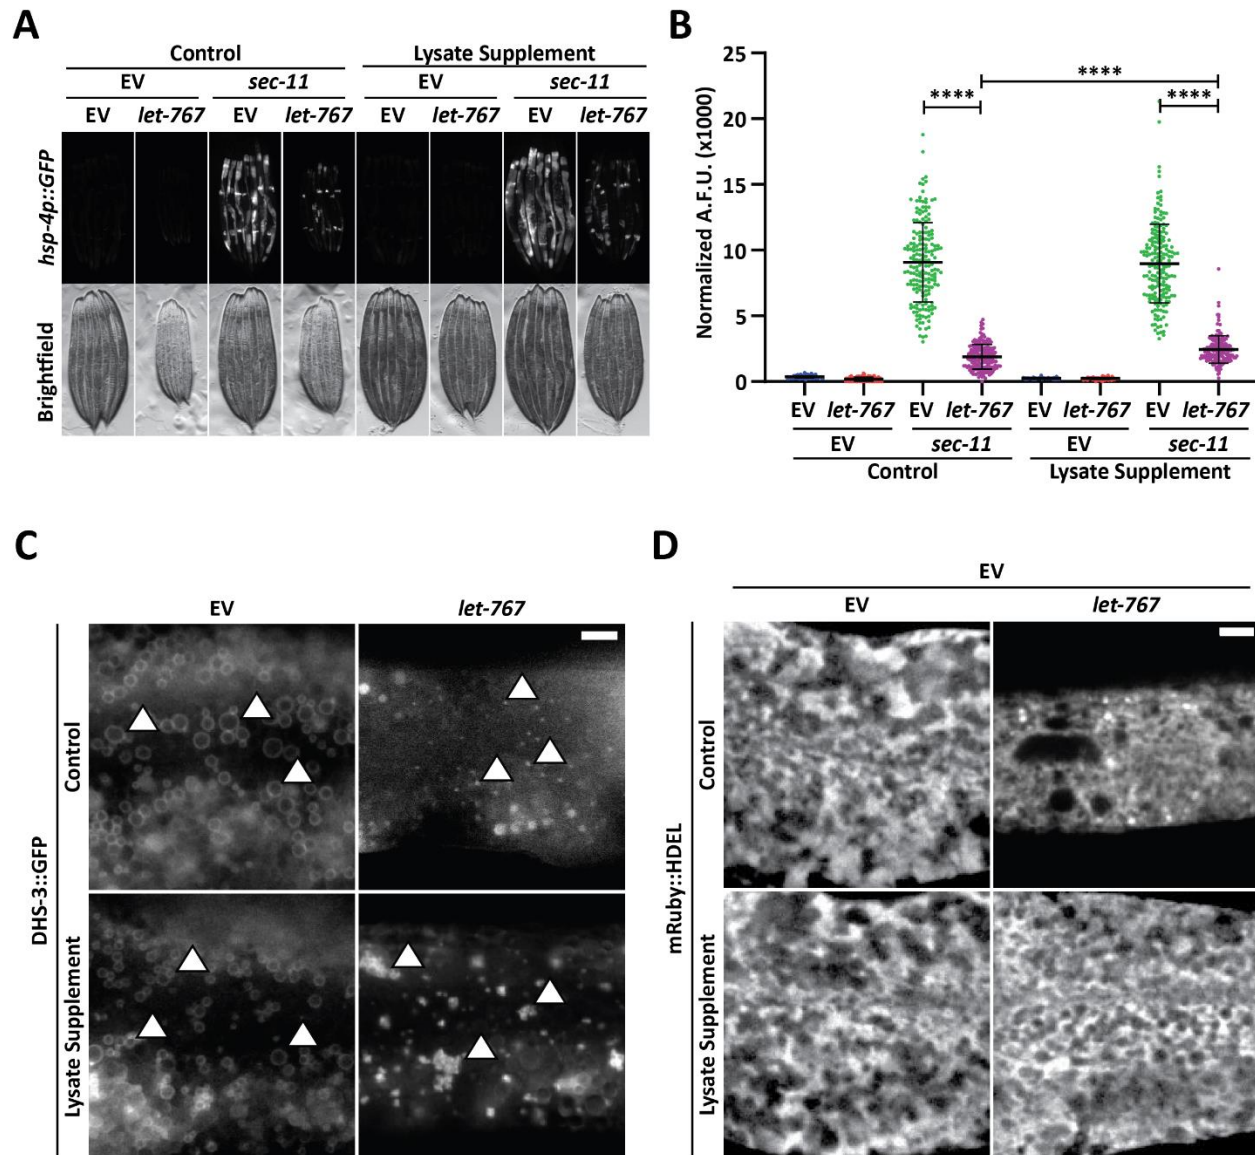 A
Control Lysate Supplement
EV sec-11 EV sec-11
EV let-767 EV let-767 EV let-767 EV let-767
hsp-4p::GFP
Brightfield
B
Normalized A.F.U. (x1000)
25
20
15
10
5
0
****
**** ****
EV let-767 EV let-767 EV let-767 EV let-767
EV sec-11 EV sec-11
Control Lysate Supplement
C
EV let-767
DHS-3::GFP
Control
Lysate Supplement
D
EV
EV let-767
mRuby::HDEL
Control
Lysate Supplement